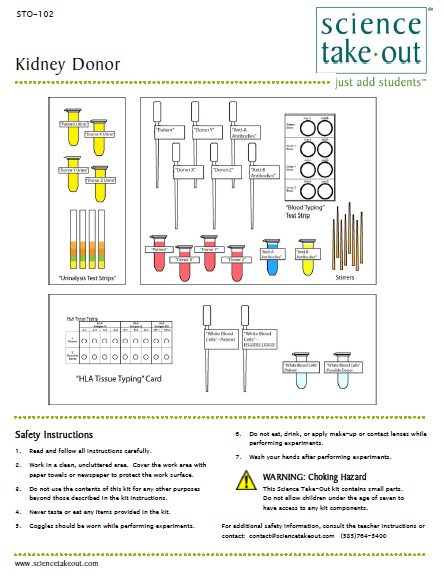 STO-102
science
take·out
®
Kidney Donor
just add students™
"Patient Urine"
"Donor X Urine"
"Donor Y Urine"
"Donor Z Urine"
"Urinalysis Test Strips"
"Patient"
"Donor Y"
"Anti-A
Antibodies"
"Donor X"
"Donor Z"
"Anti-B
Antibodies"
"Blood Typing"
Test Strip
"Patient"
"Donor X"
"Donor Y"
"Donor Z"
"Anti-A
Antibodies"
"Anti-B
Antibodies"
Stirrers
HLA Tissue Typing
"HLA Tissue Typing" Card
"White Blood
Cells" - Patient
"White Blood
Cells" -
Possible Donor
"White Blood Cells"
Patient
"White Blood Cells"
Possible Donor
Safety Instructions
1. Read and follow all instructions carefully.
2. Work in a clean, uncluttered area. Cover the work area with
paper towels or newspaper to protect the work surface.
3. Do not use the contents of this kit for any other purposes
beyond those described in the kit instructions.
4. Never taste or eat any items provided in the kit.
5. Goggles should be worn while performing experiments.
6. Do not eat, drink, or apply make-up or contact lenses while
performing experiments.
7. Wash your hands after performing experiments.
WARNING: Choking Hazard
This Science Take-Out kit contains small parts.
Do not allow children under the age of seven to
have access to any kit components.
For additional safety information, consult the teacher instructions or
contact: contact@sciencetakeout.com (585)764-5400
www.sciencetakeout.com